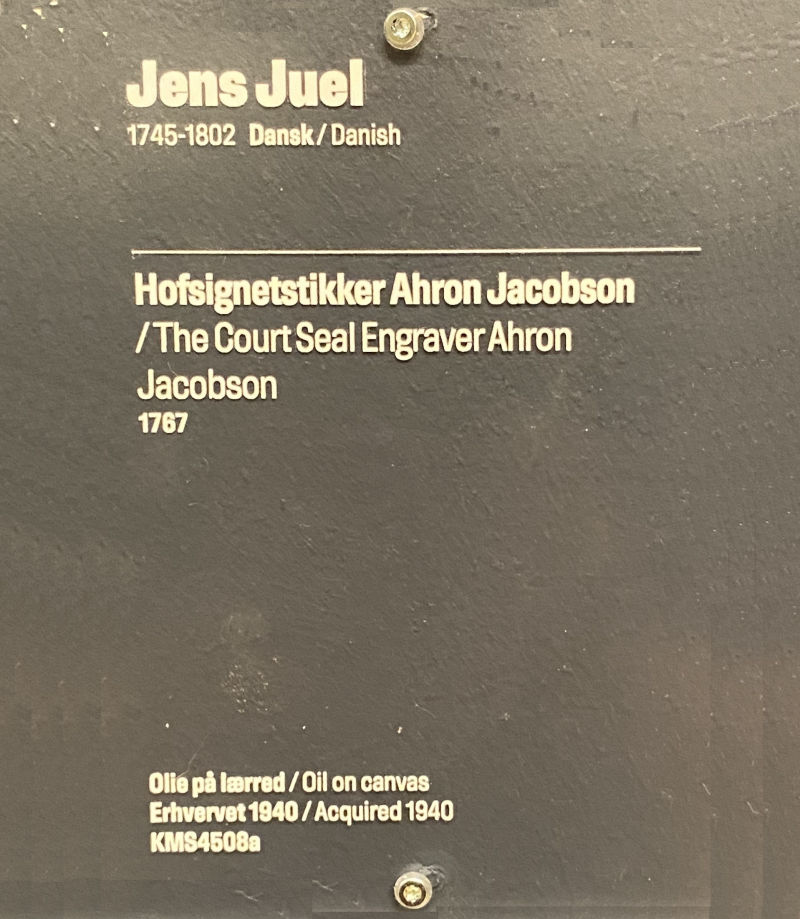 Jens Juel
1745-1802 Dansk / Danish
Hofsignetstikker Ahron Jacobson
/ The Court Seal Engraver Ahron
Jacobson
1767
Olie på lærred / Oil on canvas
Erhvervet 1940 / Acquired 1940
KMS4508a